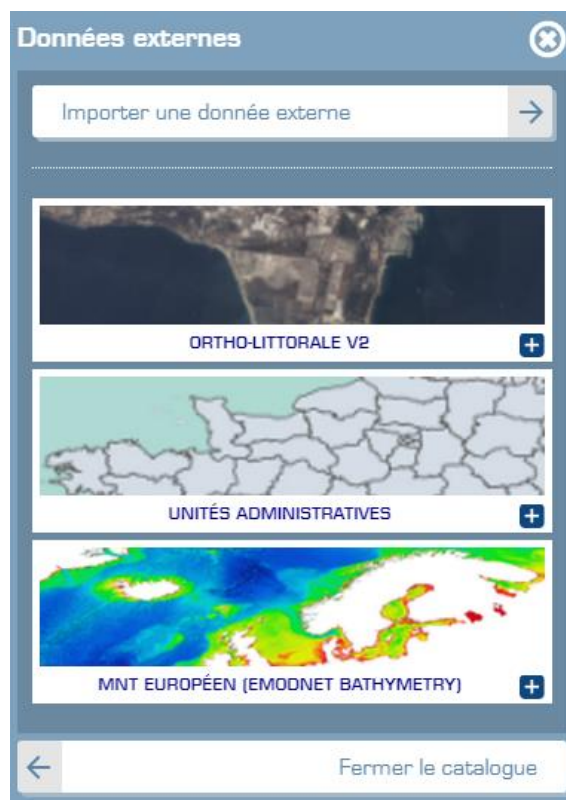 Données externes
Importer une donnée externe
ORTHO-LITTORALE V2
UNITÉS ADMINISTRATIVES
MNT EUROPÉEN (EMODNET BATHYMETRY)
Fermer le catalogue